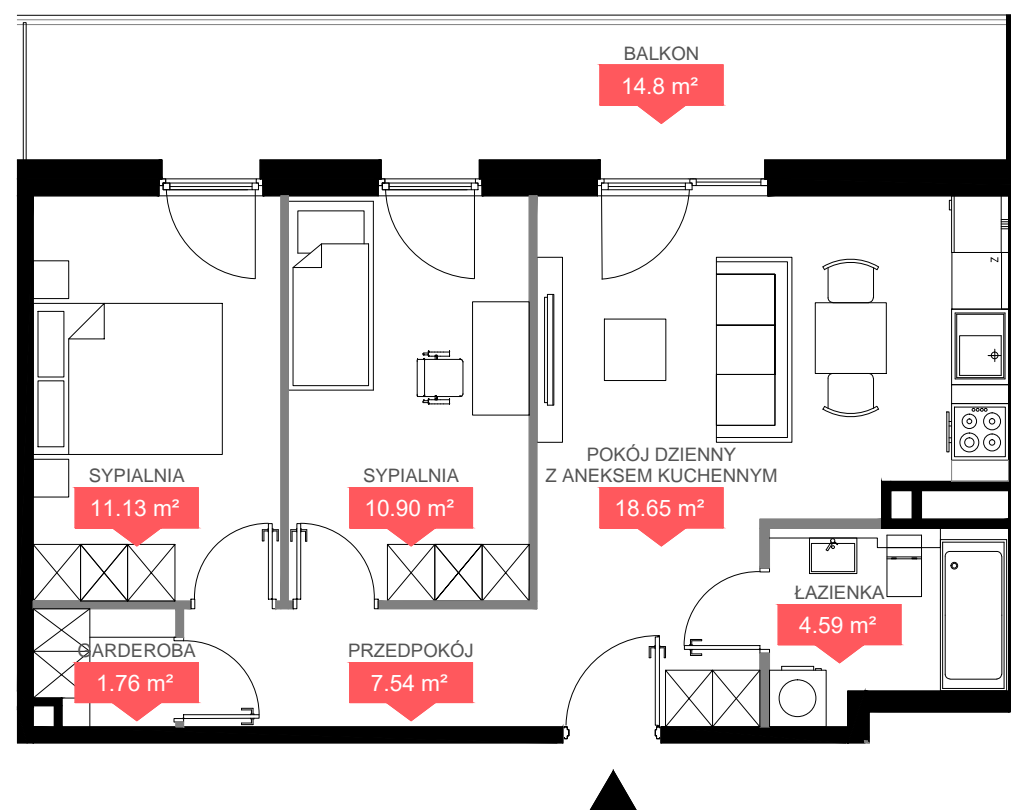 BALKON
14.8 m²
Z
SYPIALNIA
11.13 m²
SYPIALNIA
10.90 m²
POKÓJ DZIENNY
Z ANEKSEM KUCHENNYM
18.65 m²
ŁAZIENKA
4.59 m²
GARDEROBA
1.76 m²
PRZEDPOKÓJ
7.54 m²